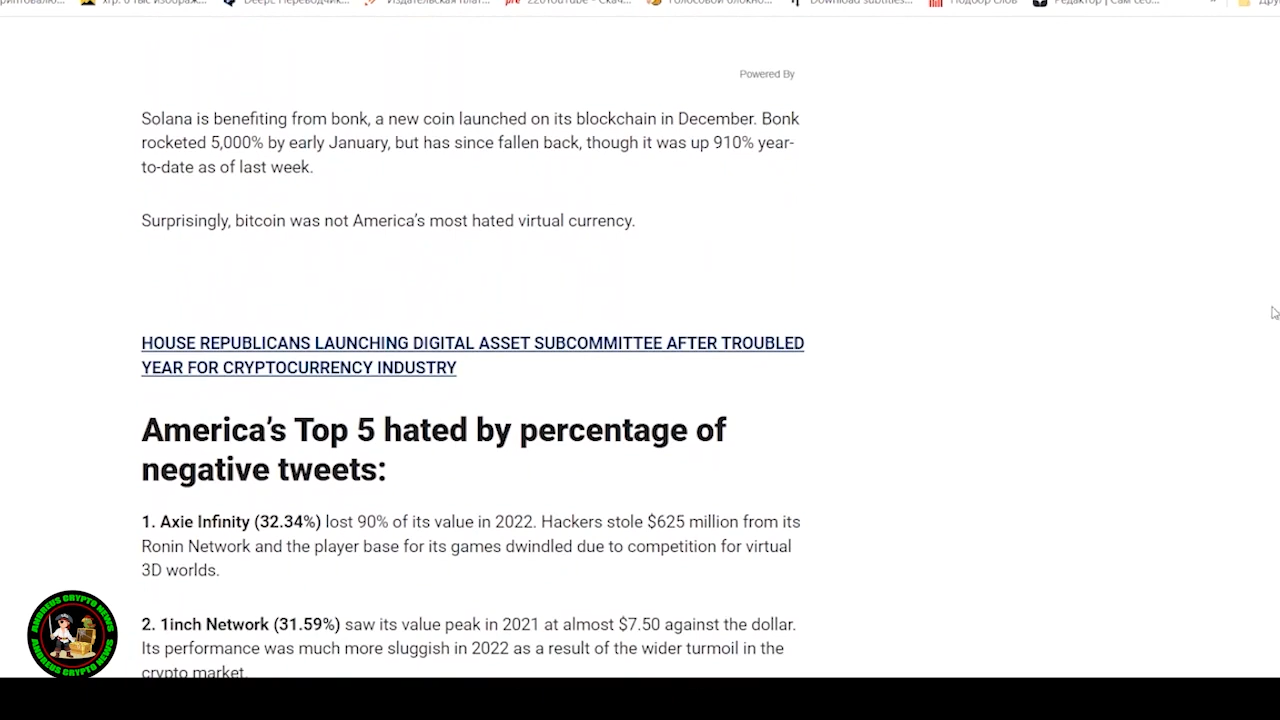 Powered By
Solana is benefiting from bonk, a new coin launched on its blockchain in December. Bonk
rocketed 5,000% by early January, but has since fallen back, though it was up 910% year-
to-date as of last week.
Surprisingly, bitcoin was not America’s most hated virtual currency.
HOUSE REPUBLICANS LAUNCHING DIGITAL ASSET SUBCOMMITTEE AFTER TROUBLED
YEAR FOR CRYPTOCURRENCY INDUSTRY
America’s Top 5 hated by percentage of
negative tweets:
1. Axie Infinity (32.34%) lost 90% of its value in 2022. Hackers stole $625 million from its
Ronin Network and the player base for its games dwindled due to competition for virtual
3D worlds.
2. 1inch Network (31.59%) saw its value peak in 2021 at almost $7.50 against the dollar.
Its performance was much more sluggish in 2022 as a result of the wider turmoil in the
crypto market.
ANDREUS CRYPTO NEWS
ANDREUS CRYPTO NEWS